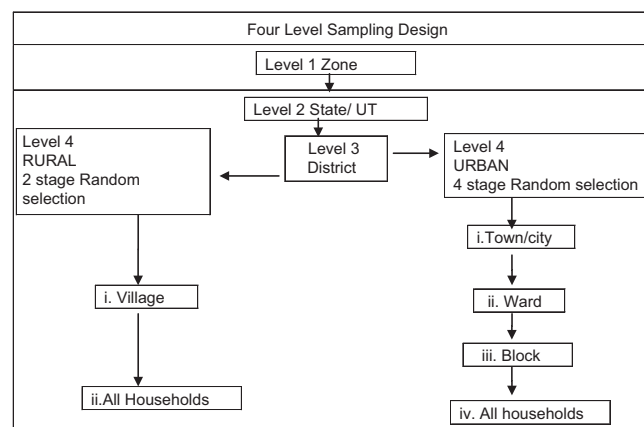 Four Level Sampling Design
Level 1 Zone
Level 2 State/ UT
Level 3
District
Level 4
RURAL
2 stage Random
selection
i. Village
ii.All Households
Level 4
URBAN
4 stage Random selection
i.Town/city
ii. Ward
iii. Block
iv. All households